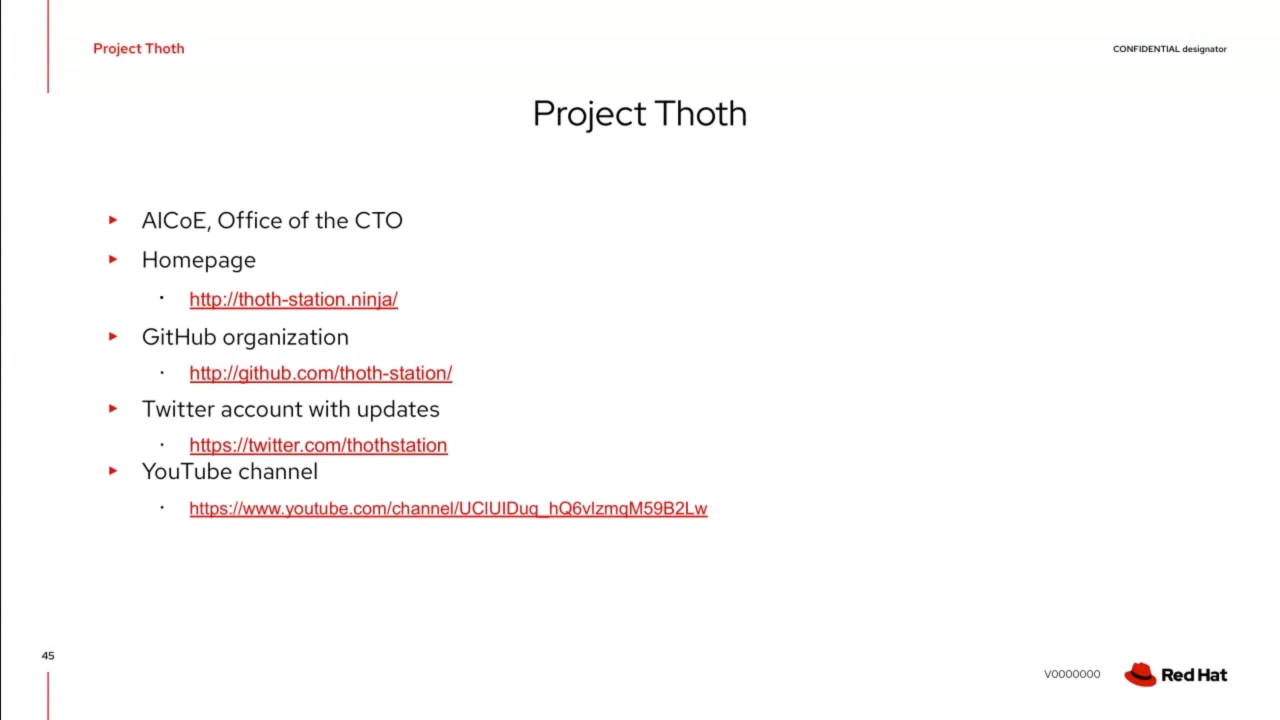 Project Thoth
CONFIDENTIAL designator
Project Thoth
AICoE, Office of the CTO
Homepage
http://thoth-station.ninja/
GitHub organization
http://github.com/thoth-station/
Twitter account with updates
https://twitter.com/thothstation
YouTube channel
https://www.youtube.com/channel/UClUIDuq_hQ6vlzmqM59B2Lw
45
V0000000
Red Hat